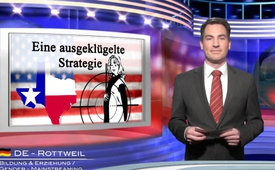 Eine ausgeklügelte
Strategie
DE - Rottweil
Bildung & Erziehung /
Gender - Mainstreaming